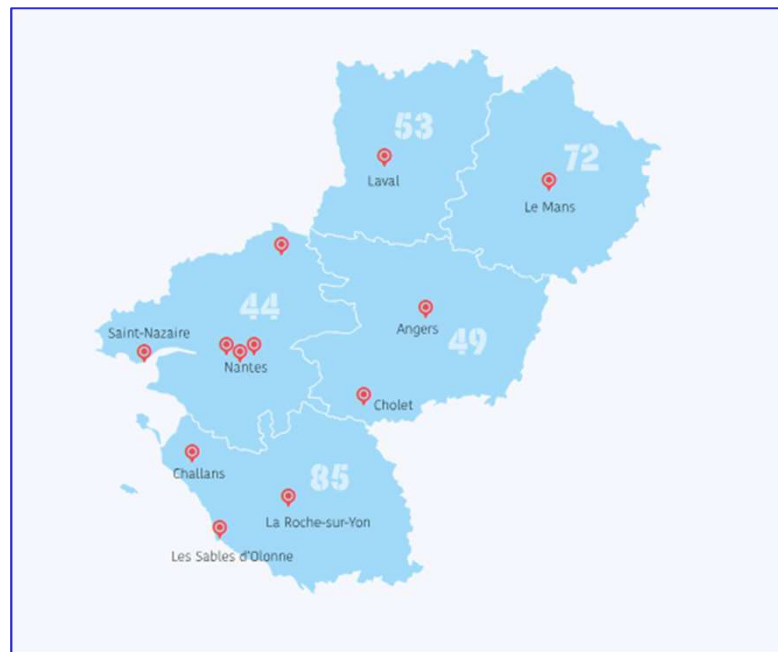 53
Laval
72
Le Mans
44
Saint-Nazaire
Nantes
Angers
49
Cholet
Challans
85
La Roche-sur-Yon
Les Sables d'Olonne